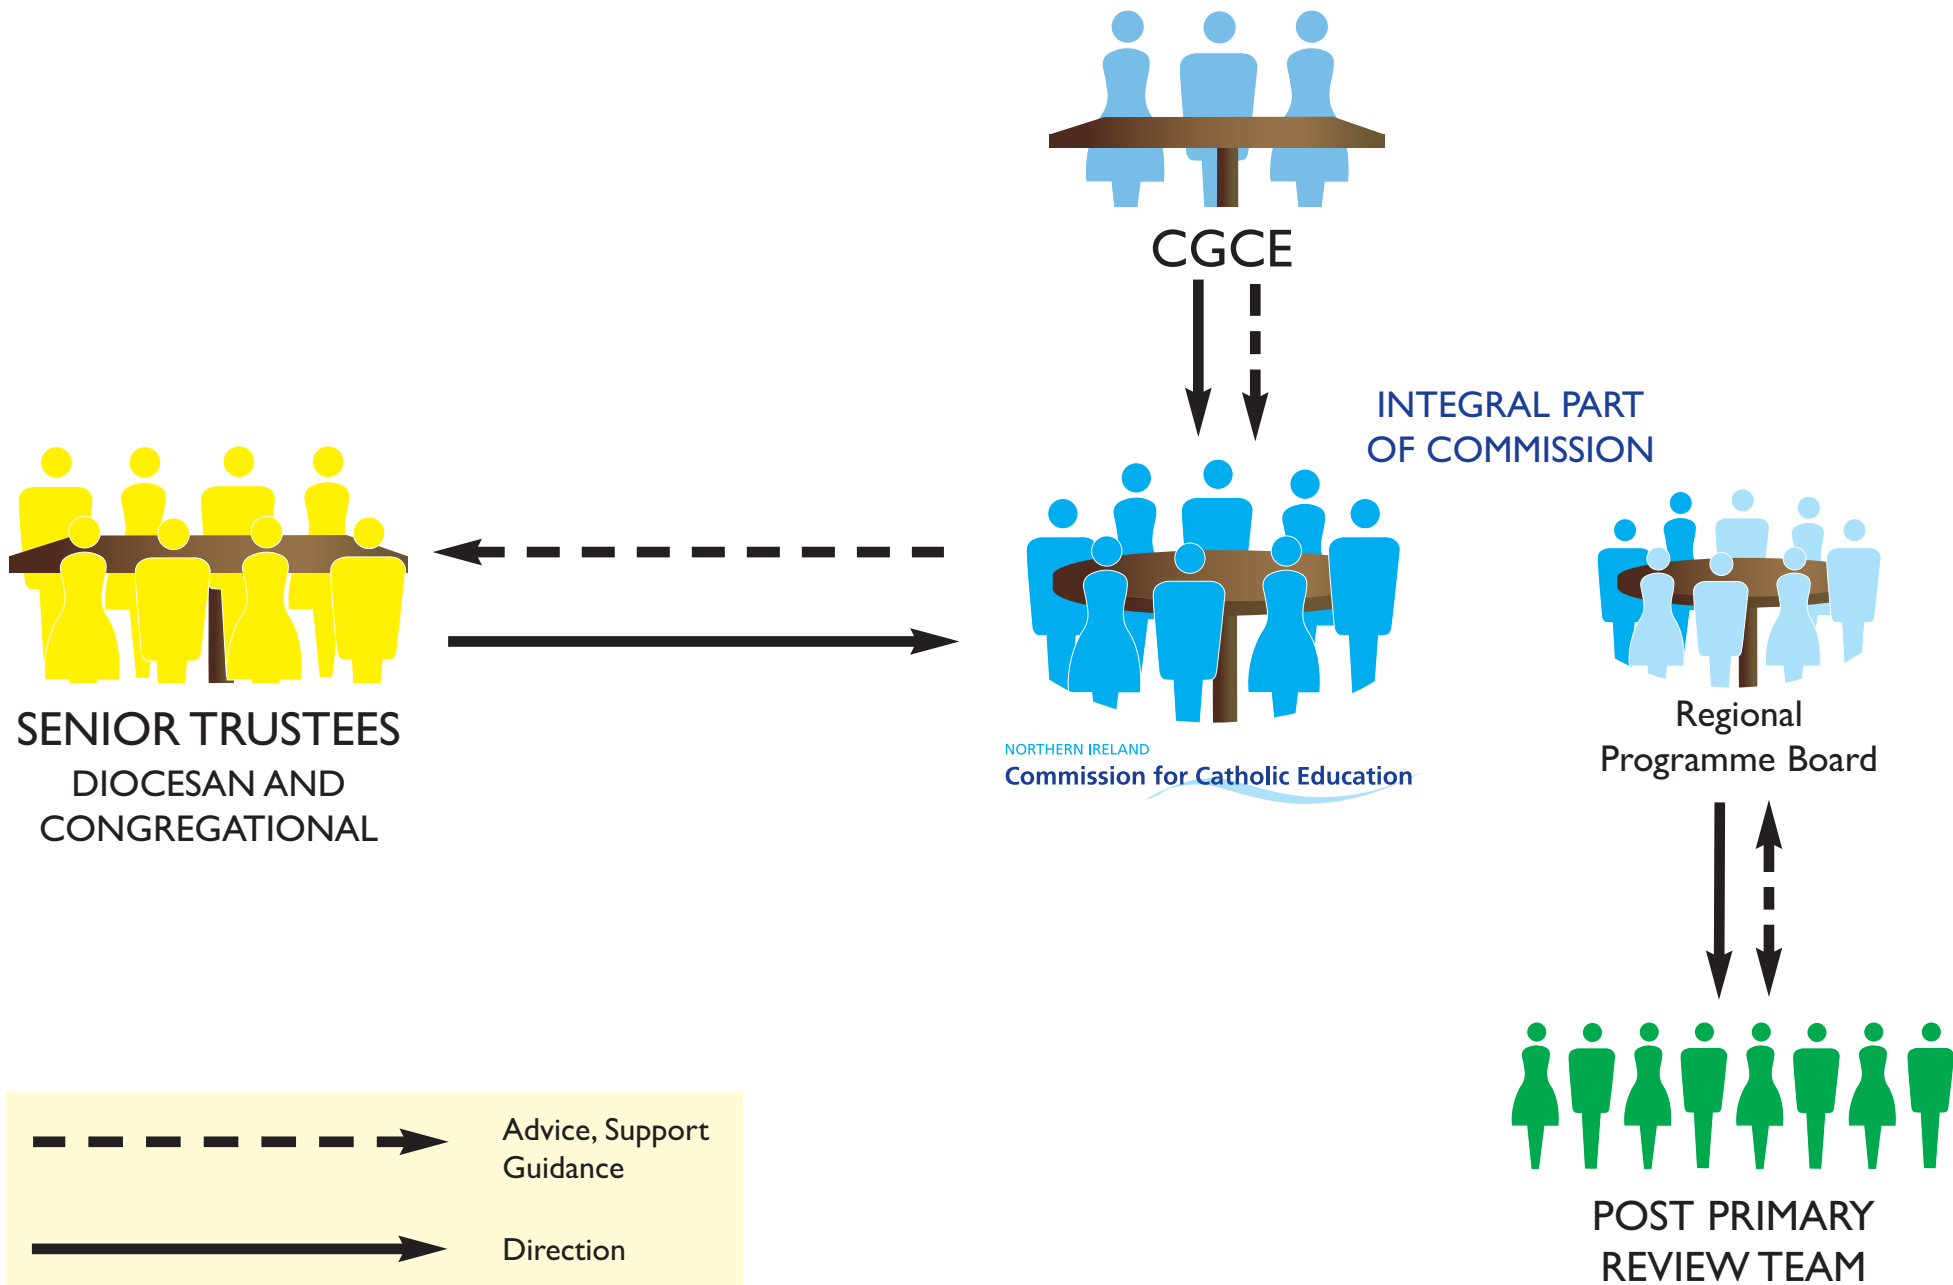 CGCE
INTEGRAL PART
OF COMMISSION
SENIOR TRUSTEES
DIOCESAN AND
CONGREGATIONAL
NORTHERN IRELAND
Commission for Catholic Education
Regional
Programme Board
Advice, Support
Guidance
Direction
POST PRIMARY
REVIEW TEAM